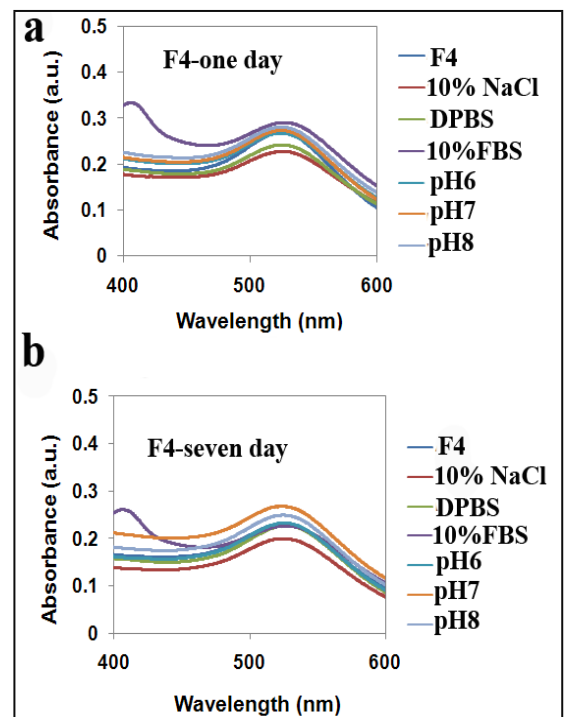 a
F4-one day
Absorbance (a.u.)
0.5
0.4
0.3
0.2
0.1
0
400 500 600
Wavelength (nm)
F4
10% NaCl
DPBS
10%FBS
pH6
pH7
pH8
b
F4-seven day
Absorbance (a.u.)
0.5
0.4
0.3
0.2
0.1
0
400 500 600
Wavelength (nm)
F4
10% NaCl
DPBS
10%FBS
pH6
pH7
pH8